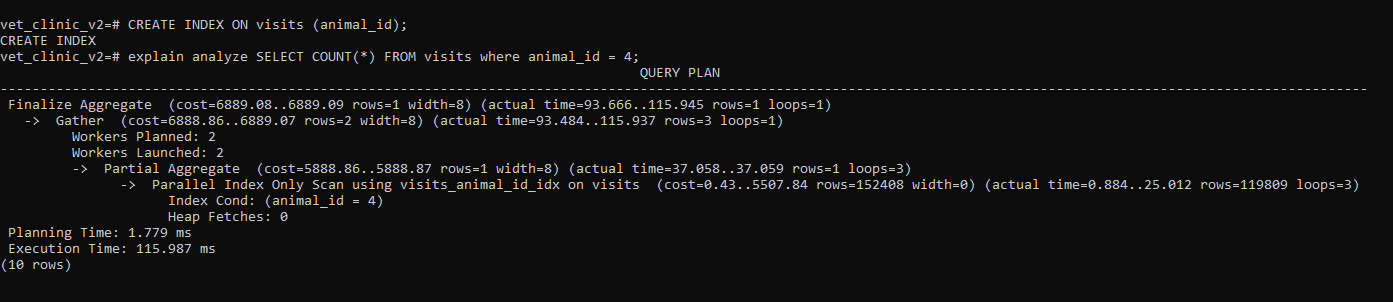 vet_clinic_v2=# CREATE INDEX ON visits (animal_id);
CREATE INDEX
vet_clinic_v2=# explain analyze SELECT COUNT(*) FROM visits where animal_id = 4;
QUERY PLAN
---------------------------------------------------------------------------------------------------------------------------------------------------------------------------
Finalize Aggregate  (cost=6889.08..6889.09 rows=1 width=8) (actual time=93.666..115.945 rows=1 loops=1)
  ->  Gather  (cost=6888.86..6889.07 rows=2 width=8) (actual time=93.484..115.937 rows=3 loops=1)
        Workers Planned: 2
        Workers Launched: 2
        ->  Partial Aggregate  (cost=5888.86..5888.87 rows=1 width=8) (actual time=37.058..37.059 rows=1 loops=3)
              ->  Parallel Index Only Scan using visits_animal_id_idx on visits  (cost=0.43..5507.84 rows=152408 width=0) (actual time=0.884..25.012 rows=119809 loops=3)
                    Index Cond: (animal_id = 4)
                    Heap Fetches: 0
Planning Time: 1.779 ms
Execution Time: 115.987 ms
(10 rows)